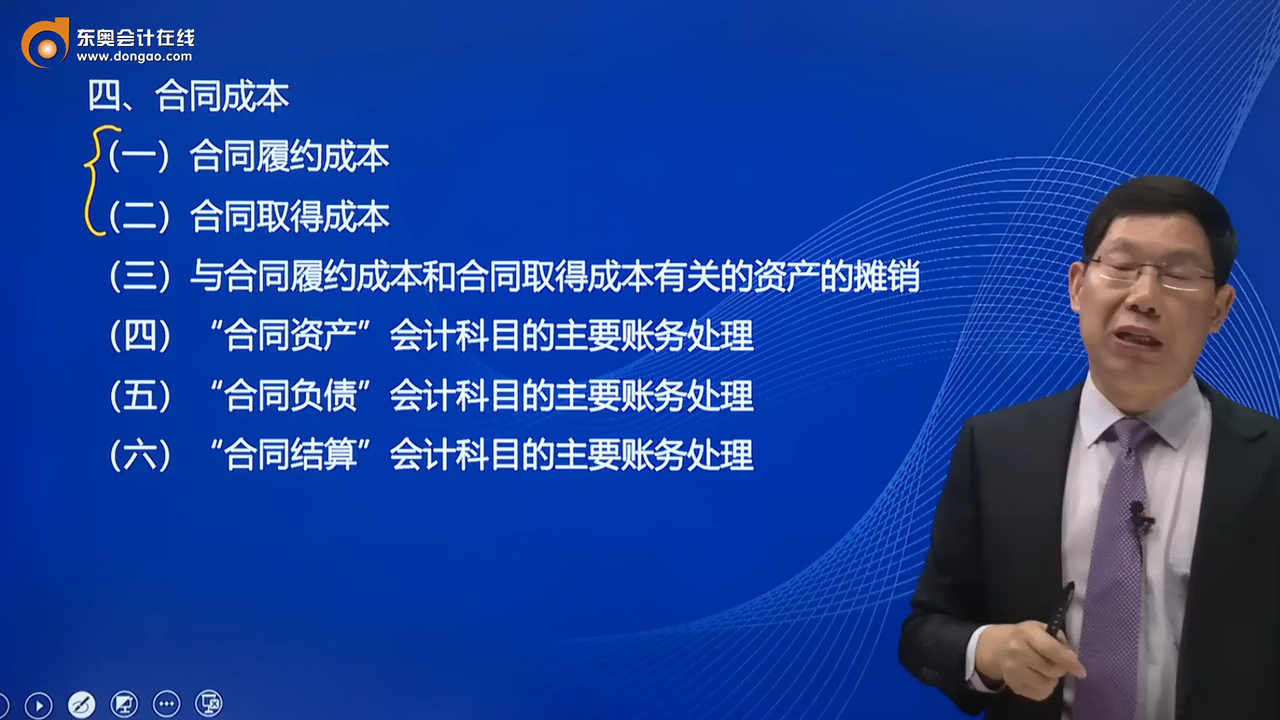 东奥会计在线
www.dongao.com
四、合同成本
（一）合同履约成本
（二）合同取得成本
（三）与合同履约成本和合同取得成本有关的资产的摊销
（四）“合同资产”会计科目的主要账务处理
（五）“合同负债”会计科目的主要账务处理
（六）“合同结算”会计科目的主要账务处理